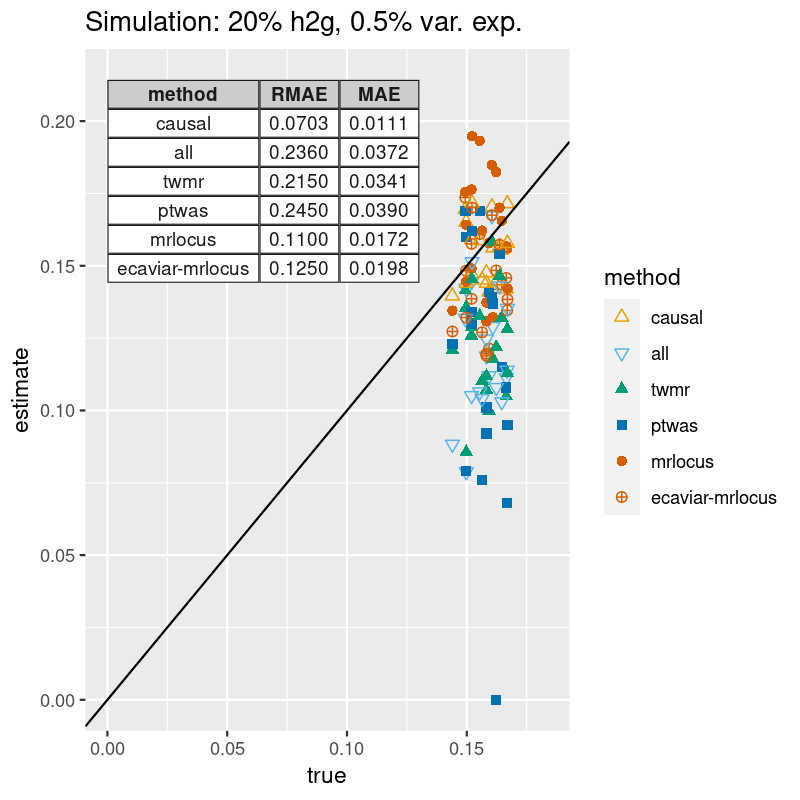 Simulation: 20% h2g, 0.5% var. exp.
method RMAE MAE
causal 0.0703 0.0111
all 0.2360 0.0372
twmr 0.2150 0.0341
ptwas 0.2450 0.0390
mrlocus 0.1100 0.0172
ecaviar-mrlocus 0.1250 0.0198
estimate
0.20
0.15
0.10
0.05
0.00
0.00 0.05 0.10 0.15
true
method
causal
all
twmr
ptwas
mrlocus
ecaviar-mrlocus